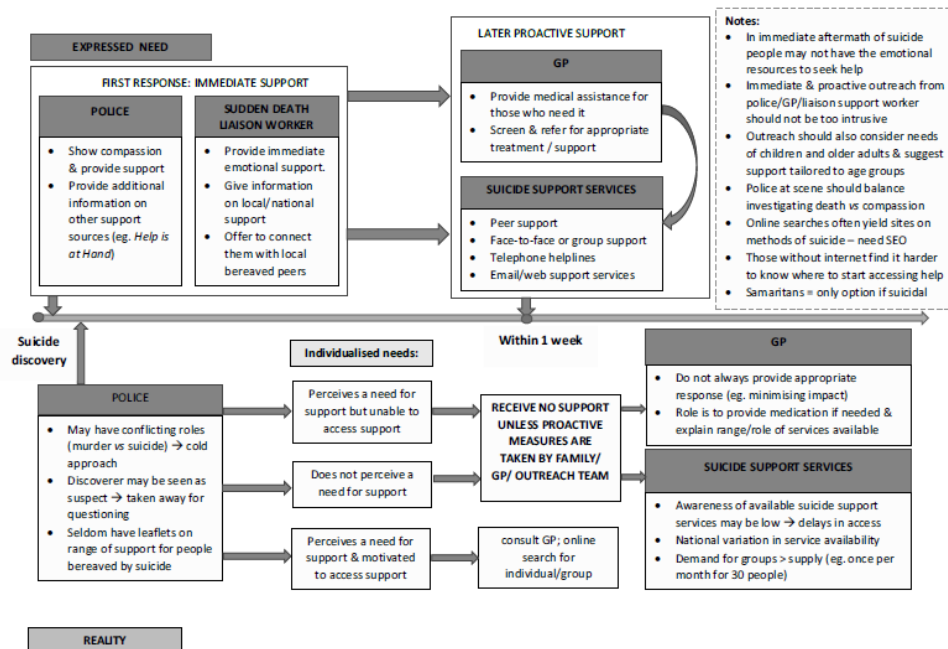 EXPRESSED NEED
FIRST RESPONSE: IMMEDIATE SUPPORT
POLICE
• Show compassion
& provide support
• Provide additional
information on
other support
sources (eg. Help is
at Hand)
SUDDEN DEATH
LIAISON WORKER
• Provide immediate
emotional support.
• Give information
on local/national
support
• Offer to connect
them with local
bereaved peers
LATER PROACTIVE SUPPORT
GP
• Provide medical assistance for
those who need it
• Screen & refer for appropriate
treatment / support
SUICIDE SUPPORT SERVICES
• Peer support
• Face-to-face or group support
• Telephone helplines
• Email/web support services
Notes:
• In immediate aftermath of suicide
people may not have the emotional
resources to seek help
• Immediate & proactive outreach from
police/GP/liaison support worker
should not be too intrusive
• Outreach should also consider needs
of children and older adults & suggest
support tailored to age groups
• Police at scene should balance
investigating death vs compassion
• Online searches often yield sites on
methods of suicide – need SEO
• Those without internet find it harder
to know where to start accessing help
• Samaritans = only option if suicidal
Suicide
discovery
Within 1 week
POLICE
• May have conflicting roles
(murder vs suicide) → cold
approach
• Discoverer may be seen as
suspect → taken away for
questioning
• Seldom have leaflets on
range of support for people
bereaved by suicide
Individualised needs:
Perceives a need for
support but unable to
access support
Does not perceive a
need for support
Perceives a need for
support & motivated
to access support
RECEIVE NO SUPPORT
UNLESS PROACTIVE
MEASURES ARE
TAKEN BY FAMILY/
GP/ OUTREACH TEAM
consult GP; online
search for
individual/group
GP
• Do not always provide appropriate
response (eg. minimising impact)
• Role is to provide medication if needed &
explain range/role of services available
SUICIDE SUPPORT SERVICES
• Awareness of available suicide support
services may be low → delays in access
• National variation in service availability
• Demand for groups > supply (eg. once per
month for 30 people)
REALITY